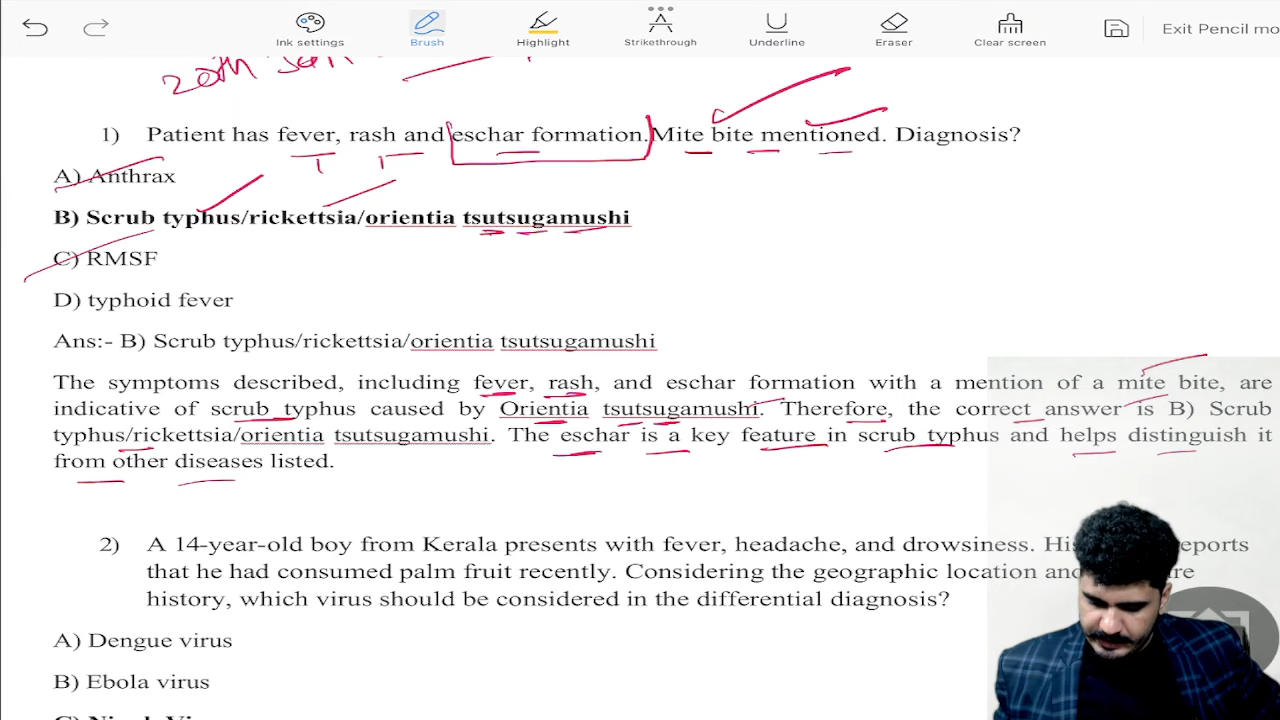 Ink settings Brush Highlight Strikethrough Underline Eraser Clear screen Exit Pencil mo
20th Jan
1) Patient has fever, rash and eschar formation. Mite bite mentioned. Diagnosis?
A) Anthrax
B) Scrub typhus/rickettsia/orientia tsutsugamushi
C) RMSF
D) typhoid fever
Ans:- B) Scrub typhus/rickettsia/orientia tsutsugamushi
The symptoms described, including fever, rash, and eschar formation with a mention of a mite bite, are
indicative of scrub typhus caused by Orientia tsutsugamushi. Therefore, the correct answer is B) Scrub
typhus/rickettsia/orientia tsutsugamushi. The eschar is a key feature in scrub typhus and helps distinguish it
from other diseases listed.
2) A 14-year-old boy from Kerala presents with fever, headache, and drowsiness. eports
that he had consumed palm fruit recently. Considering the geographic location
history, which virus should be considered in the differential diagnosis?
A) Dengue virus
B) Ebola virus